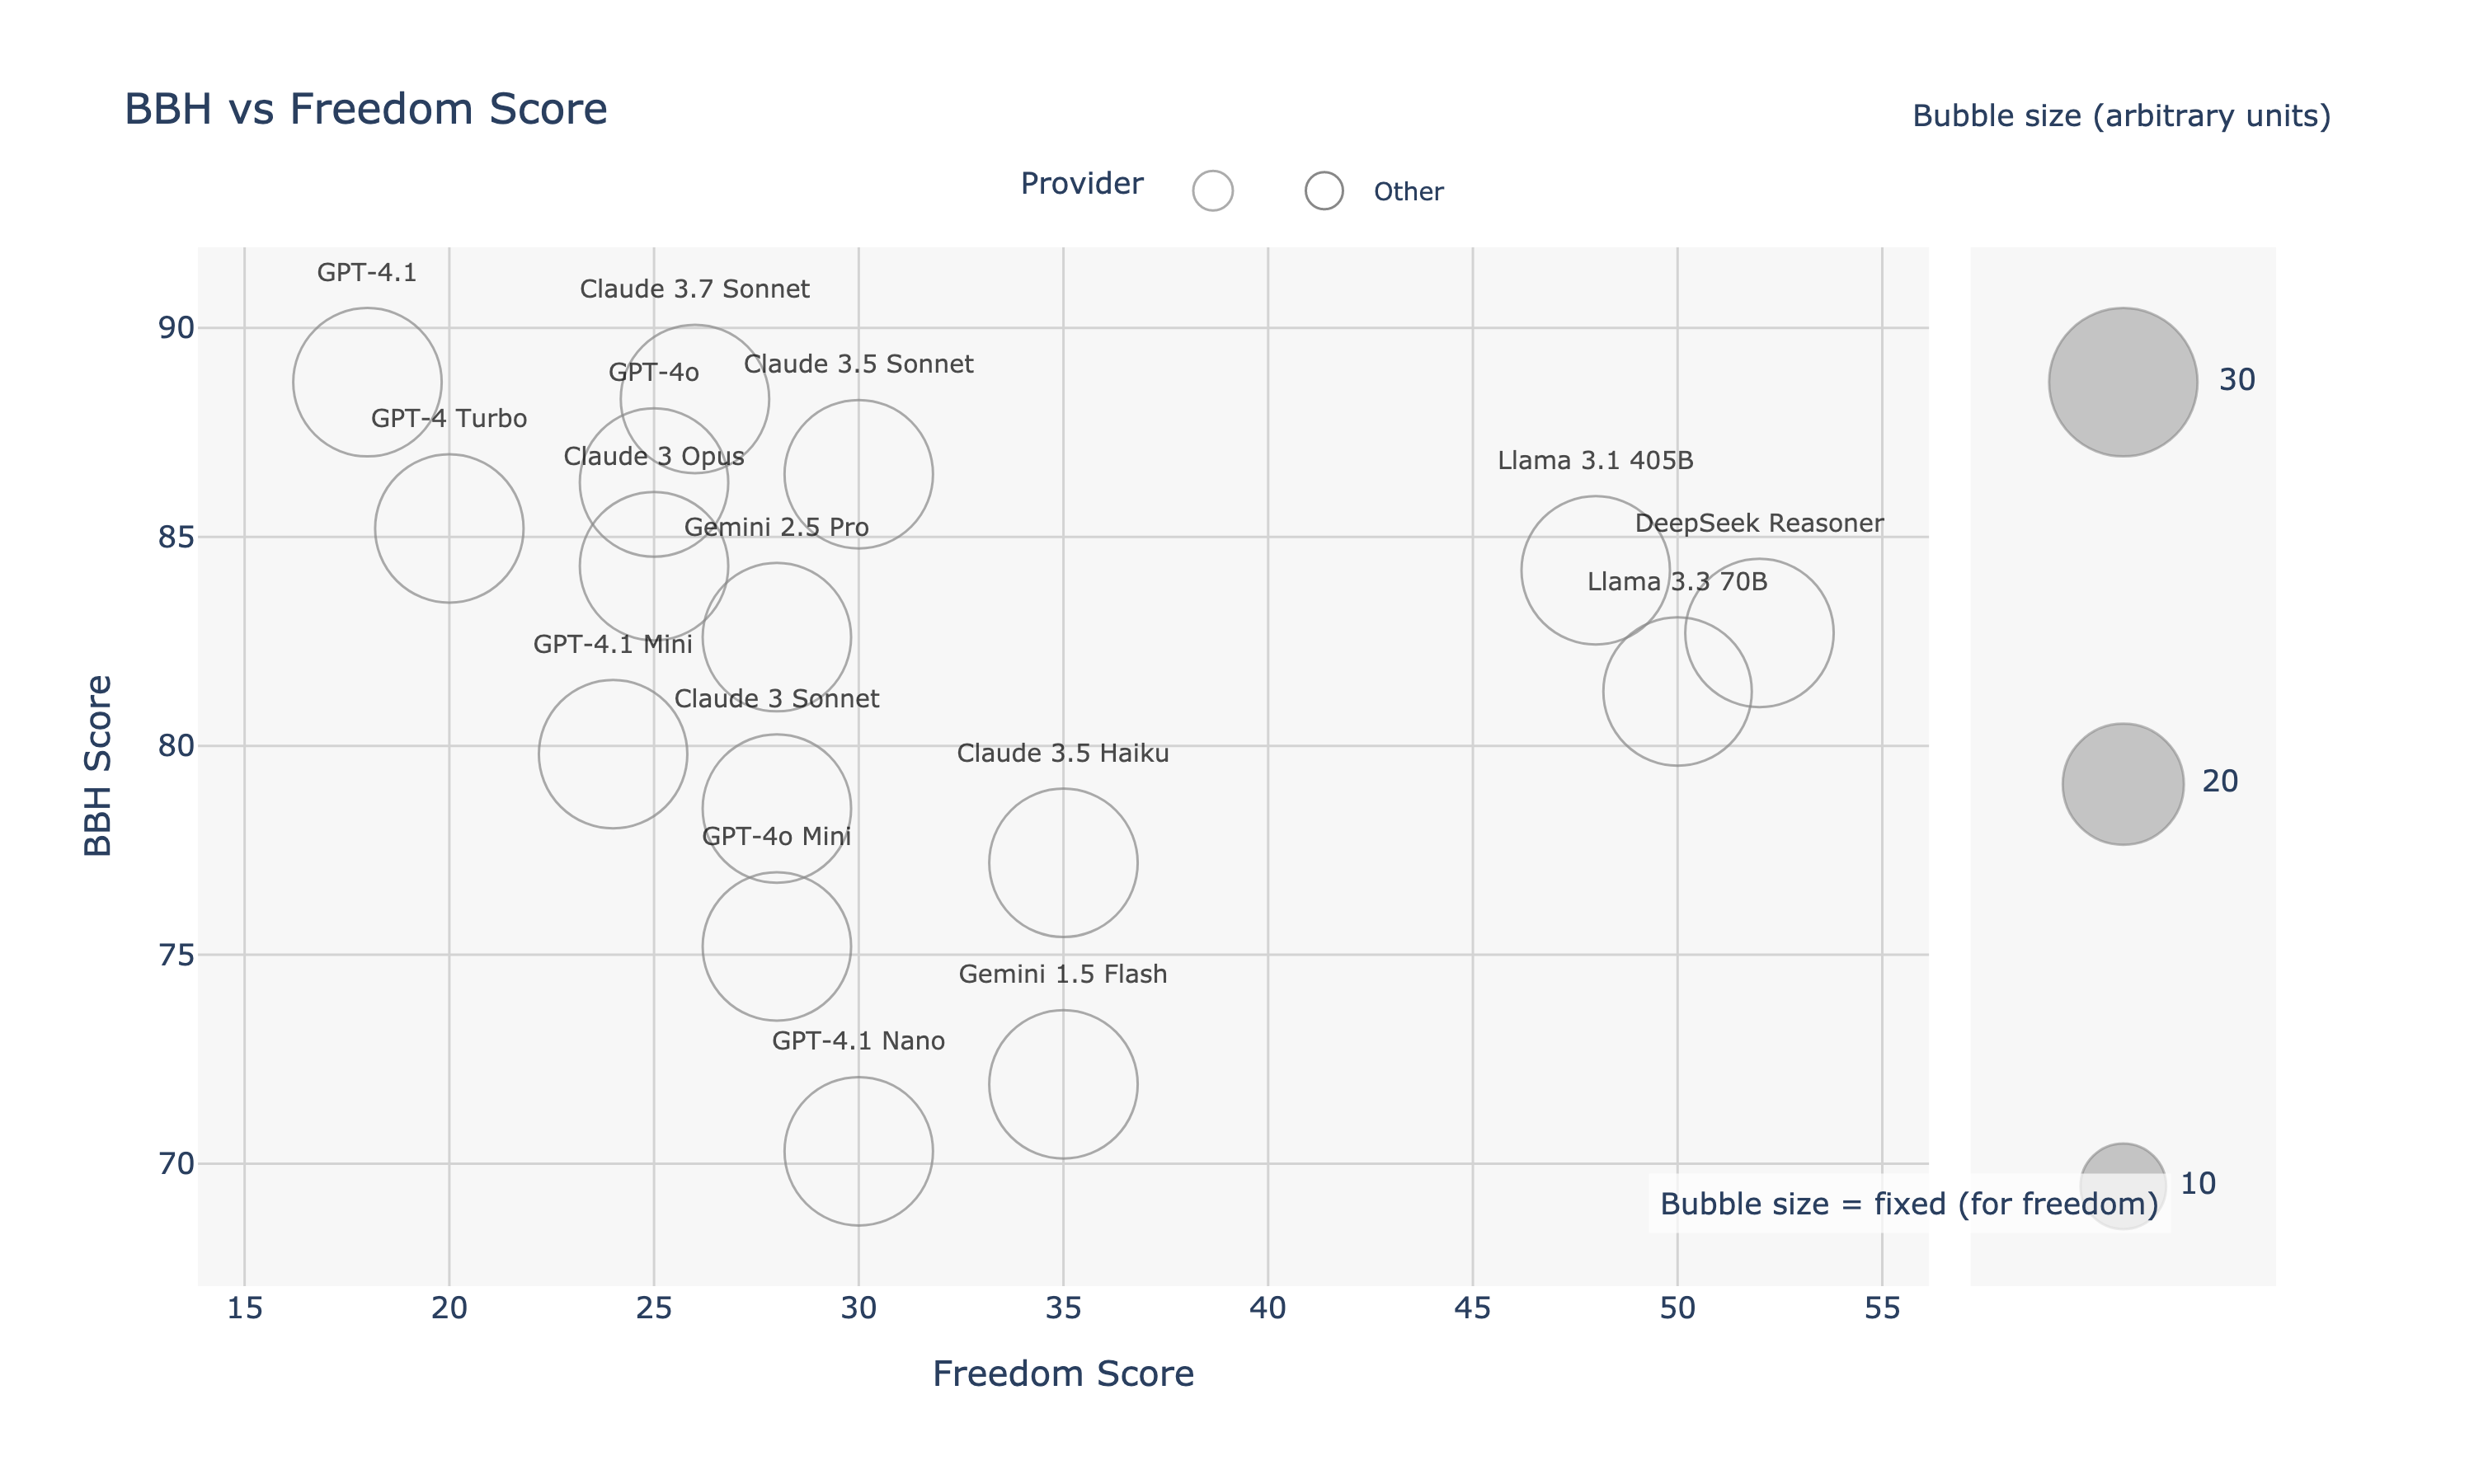 BBH vs Freedom Score
Bubble size (arbitrary units)
Provider
Other
GPT-4.1
Claude 3.7 Sonnet
90
Claude 3.5 Sonnet
GPT-4o
30
GPT-4 Turbo
Claude 3 Opus
Llama 3.1 405B
DeepSeek Reasoner
Gemini 2.5 Pro
85
Llama 3.3 70B
GPT-4.1 Mini
Claude 3 Sonnet
80
Claude 3.5 Haiku
BBH Score
20
GPT-4o Mini
75
Gemini 1.5 Flash
GPT-4.1 Nano
70
10
Bubble size = fixed (for freedom)
15 20 25 30 35 40 45 50 55
Freedom Score